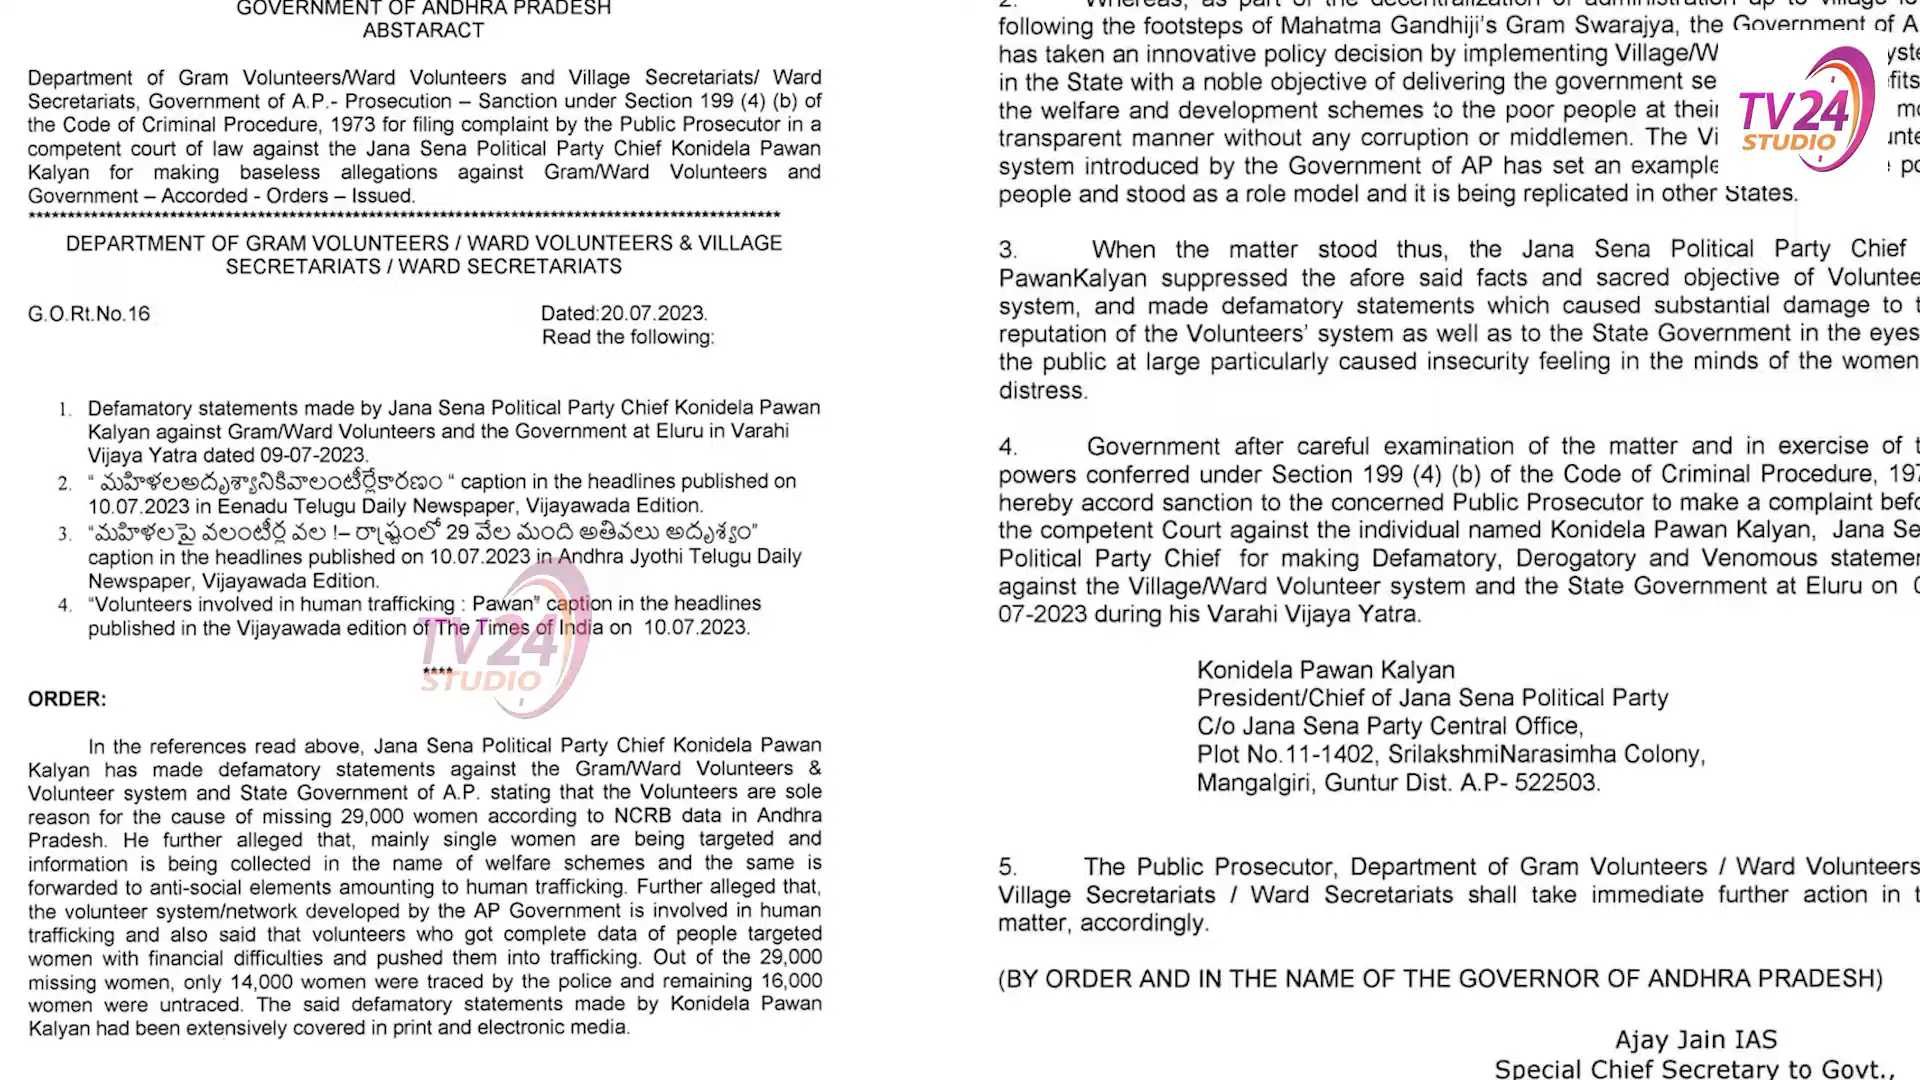 GOVERNMENT OF ANDHRA PRADESH
ABSTARACT
Department of Gram Volunteers/Ward Volunteers and Village Secretariats/ Ward
Secretariats, Government of A.P.- Prosecution – Sanction under Section 199 (4) (b) of
the Code of Criminal Procedure, 1973 for filing complaint by the Public Prosecutor in a
competent court of law against the Jana Sena Political Party Chief Konidela Pawan
Kalyan for making baseless allegations against Gram/Ward Volunteers and
Government – Accorded - Orders – Issued.
DEPARTMENT OF GRAM VOLUNTEERS / WARD VOLUNTEERS & VILLAGE
SECRETARIATS / WARD SECRETARIATS
G.O.Rt.No.16 Dated:20.07.2023.
Read the following:
1. Defamatory statements made by Jana Sena Political Party Chief Konidela Pawan
Kalyan against Gram/Ward Volunteers and the Government at Eluru in Varahi
Vijaya Yatra dated 09-07-2023.
2. “ మహిళలఅదృశ్యానికివాలంటీర్లేకారణం “ caption in the headlines published on
10.07.2023 in Eenadu Telugu Daily Newspaper, Vijayawada Edition.
3. “మహిళలపై వలంటీర్ల వల !– రాష్ట్రంలో 29 వేల మంది అతివలు అదృశ్యం”
caption in the headlines published on 10.07.2023 in Andhra Jyothi Telugu Daily
Newspaper, Vijayawada Edition.
4. “Volunteers involved in human trafficking : Pawan” caption in the headlines
published in the Vijayawada edition of The Times of India on 10.07.2023.
****
ORDER:
In the references read above, Jana Sena Political Party Chief Konidela Pawan
Kalyan has made defamatory statements against the Gram/Ward Volunteers &
Volunteer system and State Government of A.P. stating that the Volunteers are sole
reason for the cause of missing 29,000 women according to NCRB data in Andhra
Pradesh. He further alleged that, mainly single women are being targeted and
information is being collected in the name of welfare schemes and the same is
forwarded to anti-social elements amounting to human trafficking. Further alleged that,
the volunteer system/network developed by the AP Government is involved in human
trafficking and also said that volunteers who got complete data of people targeted
women with financial difficulties and pushed them into trafficking. Out of the 29,000
missing women, only 14,000 women were traced by the police and remaining 16,000
women were untraced. The said defamatory statements made by Konidela Pawan
Kalyan had been extensively covered in print and electronic media.
TV24
STUDIO
2. Whereas, as part of the decentralization of administration up to village
following the footsteps of Mahatma Gandhiji’s Gram Swarajya, the Government of A
has taken an innovative policy decision by implementing Village/W
in the State with a noble objective of delivering the government se
the welfare and development schemes to the poor people at their
transparent manner without any corruption or middlemen. The Vi
system introduced by the Government of AP has set an example
people and stood as a role model and it is being replicated in other States.
3. When the matter stood thus, the Jana Sena Political Party Chief
PawanKalyan suppressed the afore said facts and sacred objective of Voluntee
system, and made defamatory statements which caused substantial damage to t
reputation of the Volunteers’ system as well as to the State Government in the eyes
the public at large particularly caused insecurity feeling in the minds of the women
distress.
4. Government after careful examination of the matter and in exercise of t
powers conferred under Section 199 (4) (b) of the Code of Criminal Procedure, 197
hereby accord sanction to the concerned Public Prosecutor to make a complaint befo
the competent Court against the individual named Konidela Pawan Kalyan, Jana Se
Political Party Chief for making Defamatory, Derogatory and Venomous statemen
against the Village/Ward Volunteer system and the State Government at Eluru on 0
07-2023 during his Varahi Vijaya Yatra.
Konidela Pawan Kalyan
President/Chief of Jana Sena Political Party
C/o Jana Sena Party Central Office,
Plot No.11-1402, SrilakshmiNarasimha Colony,
Mangalgiri, Guntur Dist. A.P- 522503.
5. The Public Prosecutor, Department of Gram Volunteers / Ward Volunteers
Village Secretariats / Ward Secretariats shall take immediate further action in t
matter, accordingly.
(BY ORDER AND IN THE NAME OF THE GOVERNOR OF ANDHRA PRADESH)
Ajay Jain IAS
Special Chief Secretary to Govt.,
TV24
STUDIO